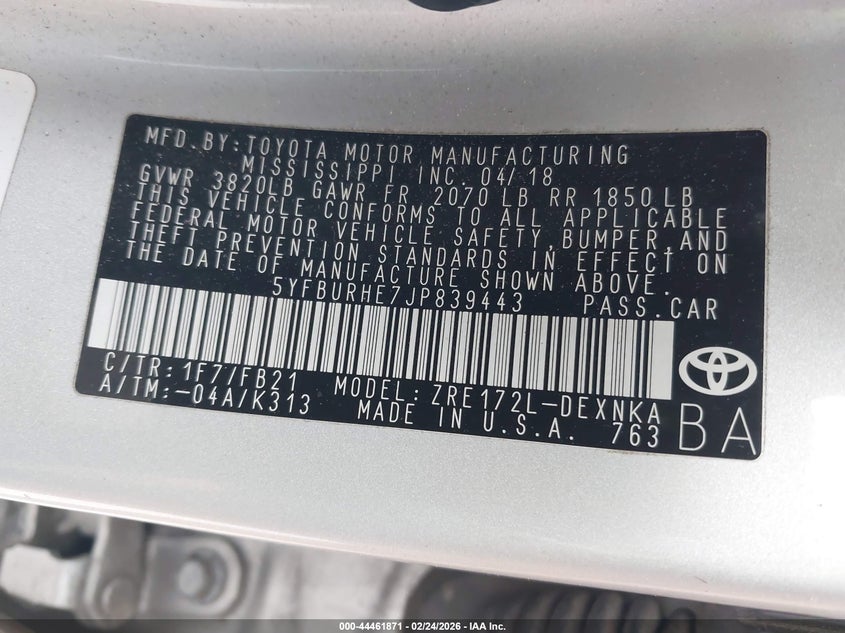 MFD.BY:TOYOTA MOTOR MANUFACTURING
MISSISSIPPI INC. 04/18
GVWR 3820LB GAWR FR 2070 LB RR 1850 LB
THIS VEHICLE CONFORMS TO ALL APPLICABLE
FEDERAL MOTOR VEHICLE SAFETY,BUMPER,AND
THEFT PREVENTION STANDARDS IN EFFECT ON
THE DATE OF MANUFACTURE SHOWN ABOVE.
5YFBURHE7JP839443 PASS.CAR
C/TR:1F7/FB21 MODEL:ZRE172L-DEXNKA
A/TM:-04A/K313 MADE IN U.S.A. 763
BA
000-44461871 | 02/24/2026 – IAA Inc.